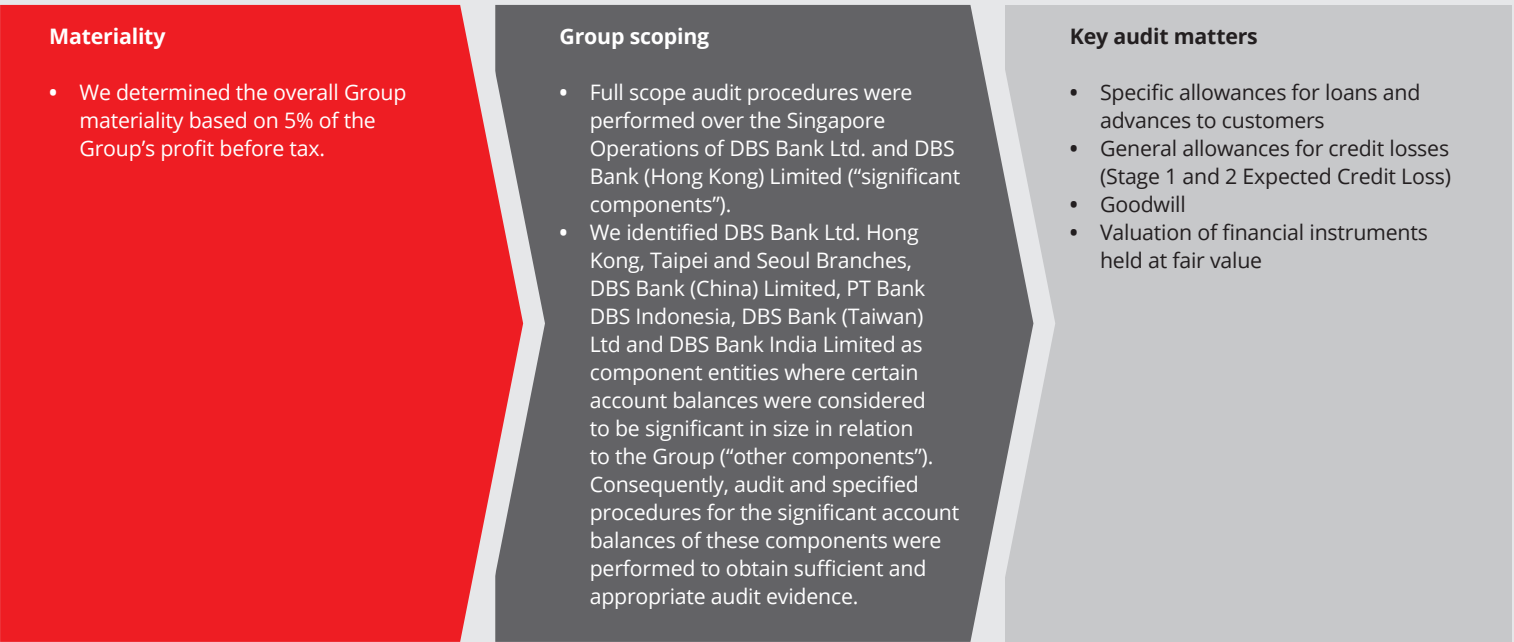 Materiality
• We determined the overall Group
materiality based on 5% of the
Group’s profit before tax.
Group scoping
• Full scope audit procedures were
performed over the Singapore
Operations of DBS Bank Ltd. and DBS
Bank (Hong Kong) Limited (“significant
components”).
• We identified DBS Bank Ltd. Hong
Kong, Taipei and Seoul Branches,
DBS Bank (China) Limited, PT Bank
DBS Indonesia, DBS Bank (Taiwan)
Ltd and DBS Bank India Limited as
component entities where certain
account balances were considered
to be significant in size in relation
to the Group (“other components”).
Consequently, audit and specified
procedures for the significant account
balances of these components were
performed to obtain sufficient and
appropriate audit evidence.
Key audit matters
• Specific allowances for loans and
advances to customers
• General allowances for credit losses
(Stage 1 and 2 Expected Credit Loss)
• Goodwill
• Valuation of financial instruments
held at fair value